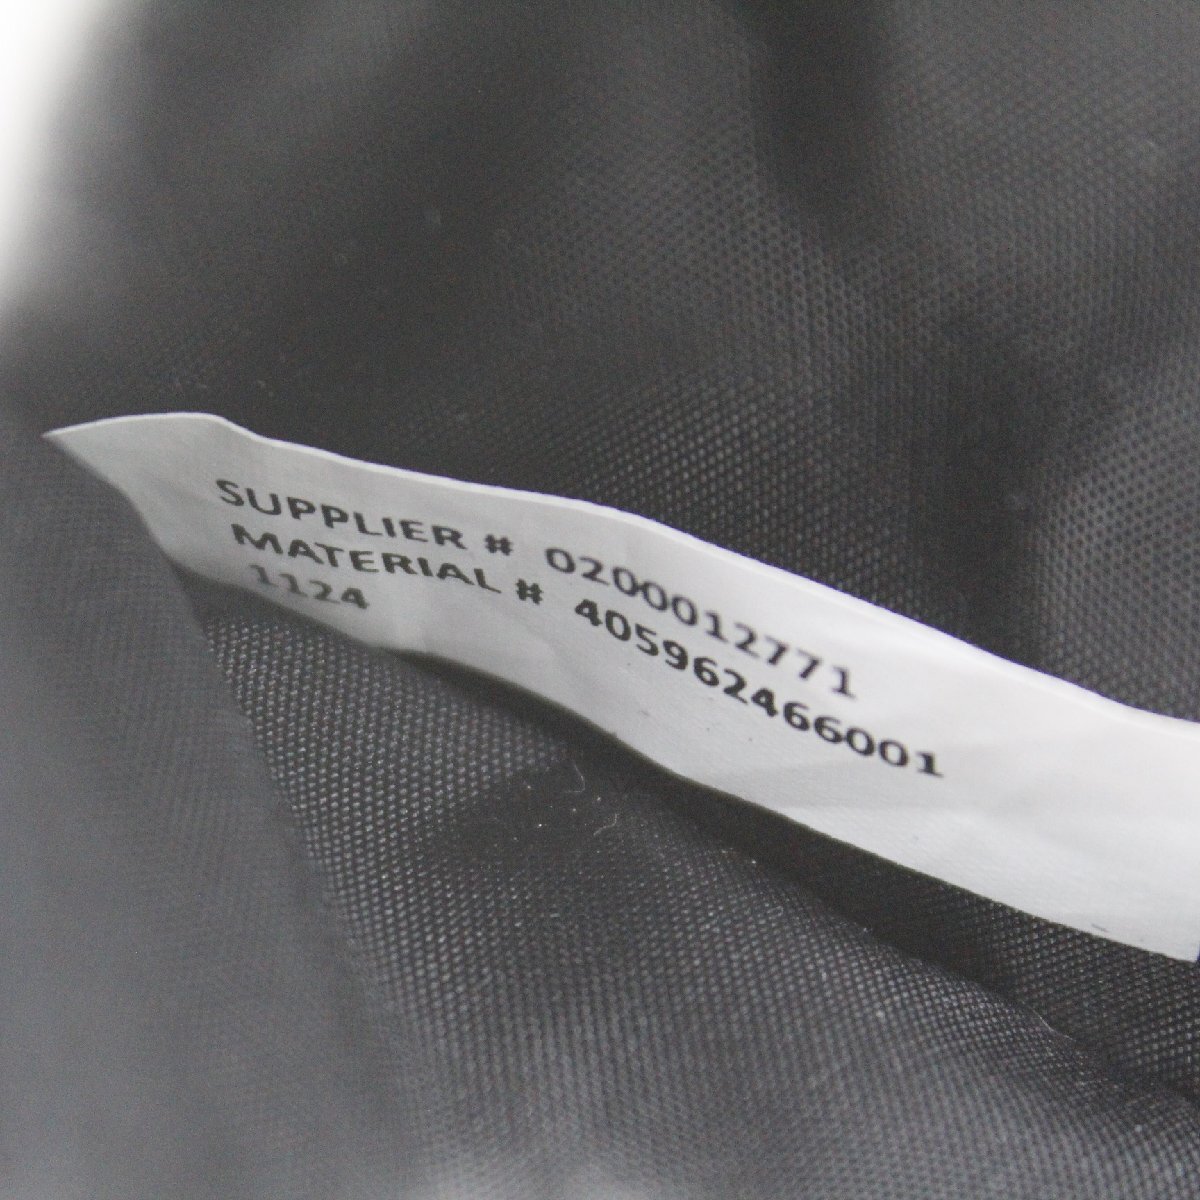 SUPPLIER # 0200012771
MATERIAL # 405962466001
1124